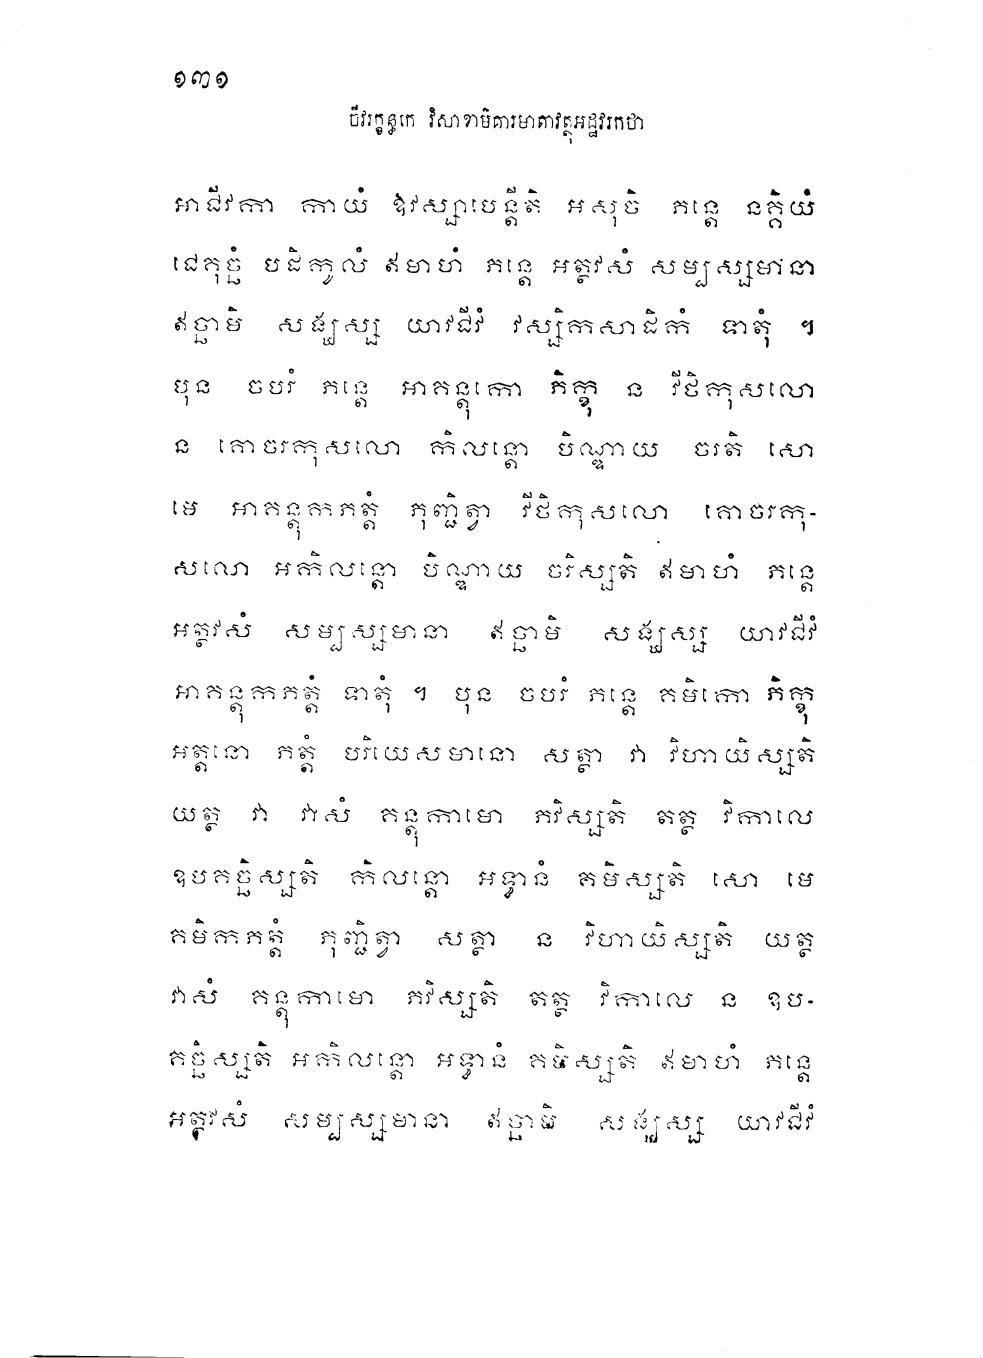 ១៣១
ចីវរក្ខន្ធកេ វិសាខាមិគារមាតាវត្ថុអដ្ឋវរកថា
អាជីវកា កាយំ ឱវស្សាបេន្តីតិ អសុចិ ភន្តេ នគ្គិយំ
ជេគុច្ឆំ បដិកូលំ ឥមាហំ ភន្តេ អត្ថវសំ សម្បស្សមានា
ឥច្ឆាមិ សង្ឃស្ស យាវជីវំ វស្សិកសាដិកំ ទាតុំ ។
បុន ចបរំ ភន្តេ អាគន្តុកោ ភិក្ខុ ន វីថិកុសលោ
ន គោចរកុសលោ កិលន្តោ បិណ្ឌាយ ចរតិ សោ
មេ អាគន្តុកភត្តំ ភុញ្ជិត្វា វីថិកុសលោ គោចរកុ-
សលោ អកិលន្តោ បិណ្ឌាយ ចរិស្សតិ ឥមាហំ ភន្តេ
អត្ថវសំ សម្បស្សមានា ឥច្ឆាមិ សង្ឃស្ស យាវជីវំ
អាគន្តុកភត្តំ ទាតុំ ។ បុន ចបរំ ភន្តេ គមិកោ ភិក្ខុ
អត្តនោ ភត្តំ បរិយេសមានោ សត្ថា វា វិហាយិស្សតិ
យត្ថ វា វាសំ គន្តុកាមោ ភវិស្សតិ តត្ថ វិកាលេ
ឧបគច្ឆិស្សតិ កិលន្តោ អទ្ធានំ គមិស្សតិ សោ មេ
គមិកភត្តំ ភុញ្ជិត្វា សត្ថា ន វិហាយិស្សតិ យត្ថ
វាសំ គន្តុកាមោ ភវិស្សតិ តត្ថ វិកាលេ ន ឧប-
គច្ឆិស្សតិ អកិលន្តោ អទ្ធានំ គមិស្សតិ ឥមាហំ ភន្តេ
អត្ថវសំ សម្បស្សមានា ឥច្ឆាមិ សង្ឃស្ស យាវជីវំ